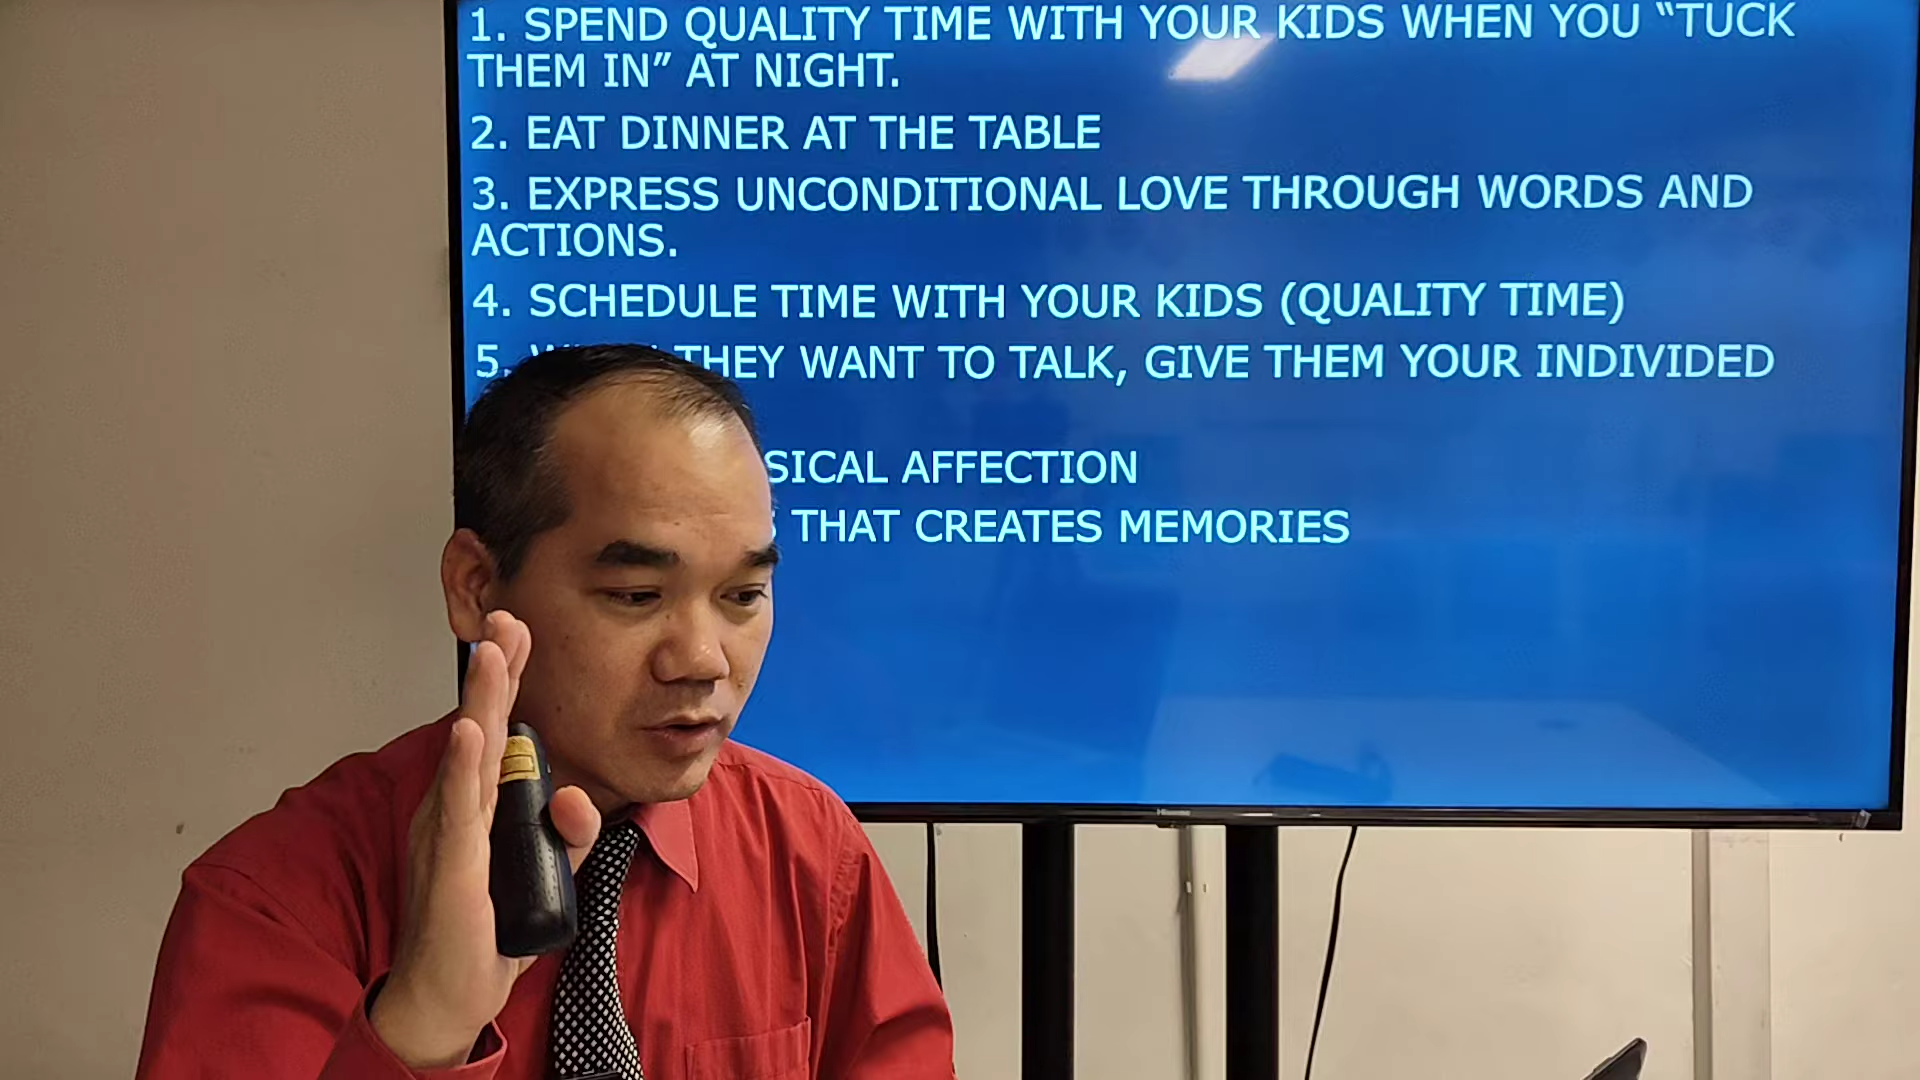 1. SPEND QUALITY TIME WITH YOUR KIDS WHEN YOU “TUCK
THEM IN” AT NIGHT.
2. EAT DINNER AT THE TABLE
3. EXPRESS UNCONDITIONAL LOVE THROUGH WORDS AND
ACTIONS.
4. SCHEDULE TIME WITH YOUR KIDS (QUALITY TIME)
5. THEY WANT TO TALK, GIVE THEM YOUR INDIVIDED
AFFECTION
THAT CREATES MEMORIES
Hisense